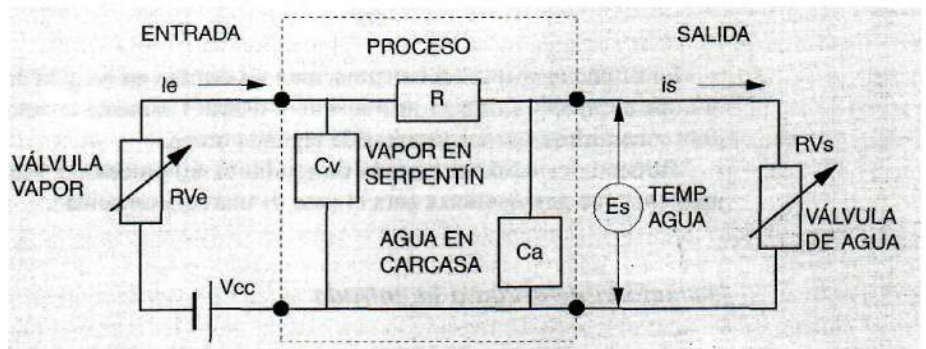 ENTRADA
PROCESO
SALIDA
Ie
R
Is
VÁLVULA
VAPOR
RVe
Cv
VAPOR EN
SERPENTÍN
Es
TEMP.
AGUA
RVs
VÁLVULA
DE AGUA
AGUA EN
CARCASA
Ca
Vcc